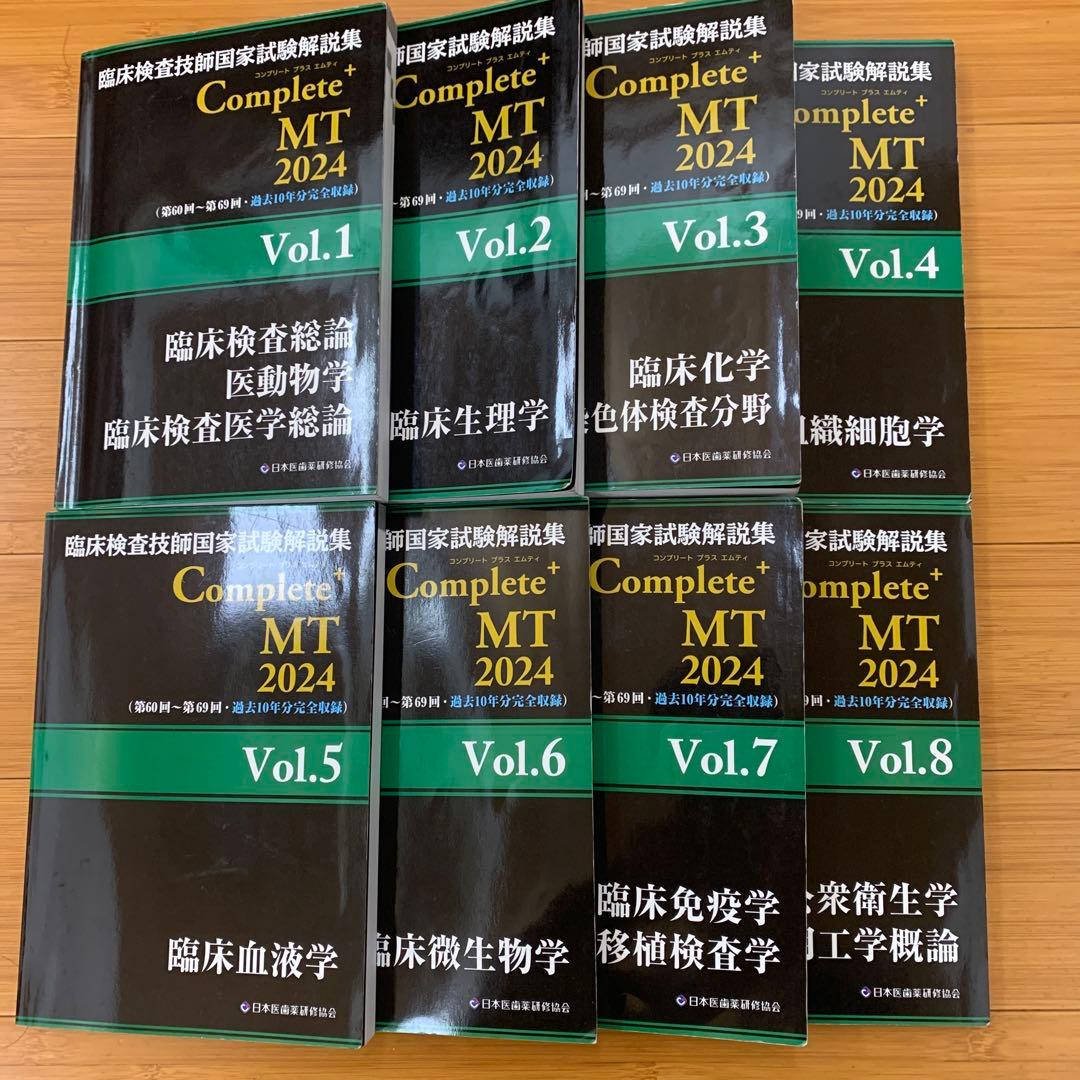 臨床検査技師国家試験解説集
コンプリート プラス エムティ
Complete+
MT
2024
(第60回～第69回・過去10年分完全収録)
Vol.1
臨床検査総論
医動物学
臨床検査医学総論
日本医歯薬研修協会
師国家試験解説集
コンプリート プラス エムティ
Complete+
MT
2024
～第69回・過去10年分完全収録)
Vol.2
臨床生理学
日本医歯薬研修協会
師国家試験解説集
コンプリート プラス エムティ
Complete+
MT
2024
回～第69回・過去10年分完全収録)
Vol.3
臨床化学
色体検査分野
日本医歯薬研修協会
家試験解説集
コンプリート プラス エムティ
omplete+
MT
2024
9回・過去10年分完全収録)
Vol.4
織細胞学
日本医歯薬研修協会
臨床検査技師国家試験解説集
コンプリート プラス エムティ
Complete+
MT
2024
(第60回～第69回・過去10年分完全収録)
Vol.5
臨床血液学
日本医歯薬研修協会
師国家試験解説集
コンプリート プラス エムティ
Complete+
MT
2024
回～第69回・過去10年分完全収録)
Vol.6
臨床微生物学
日本医歯薬研修協会
師国家試験解説集
コンプリート プラス エムティ
Complete+
MT
2024
～第69回・過去10年分完全収録)
Vol.7
臨床免疫学
移植検査学
日本医歯薬研修協会
家試験解説集
コンプリート プラス エムティ
omplete+
MT
2024
9回・過去10年分完全収録)
Vol.8
衆衛生学
工学概論
日本医歯薬研修協会